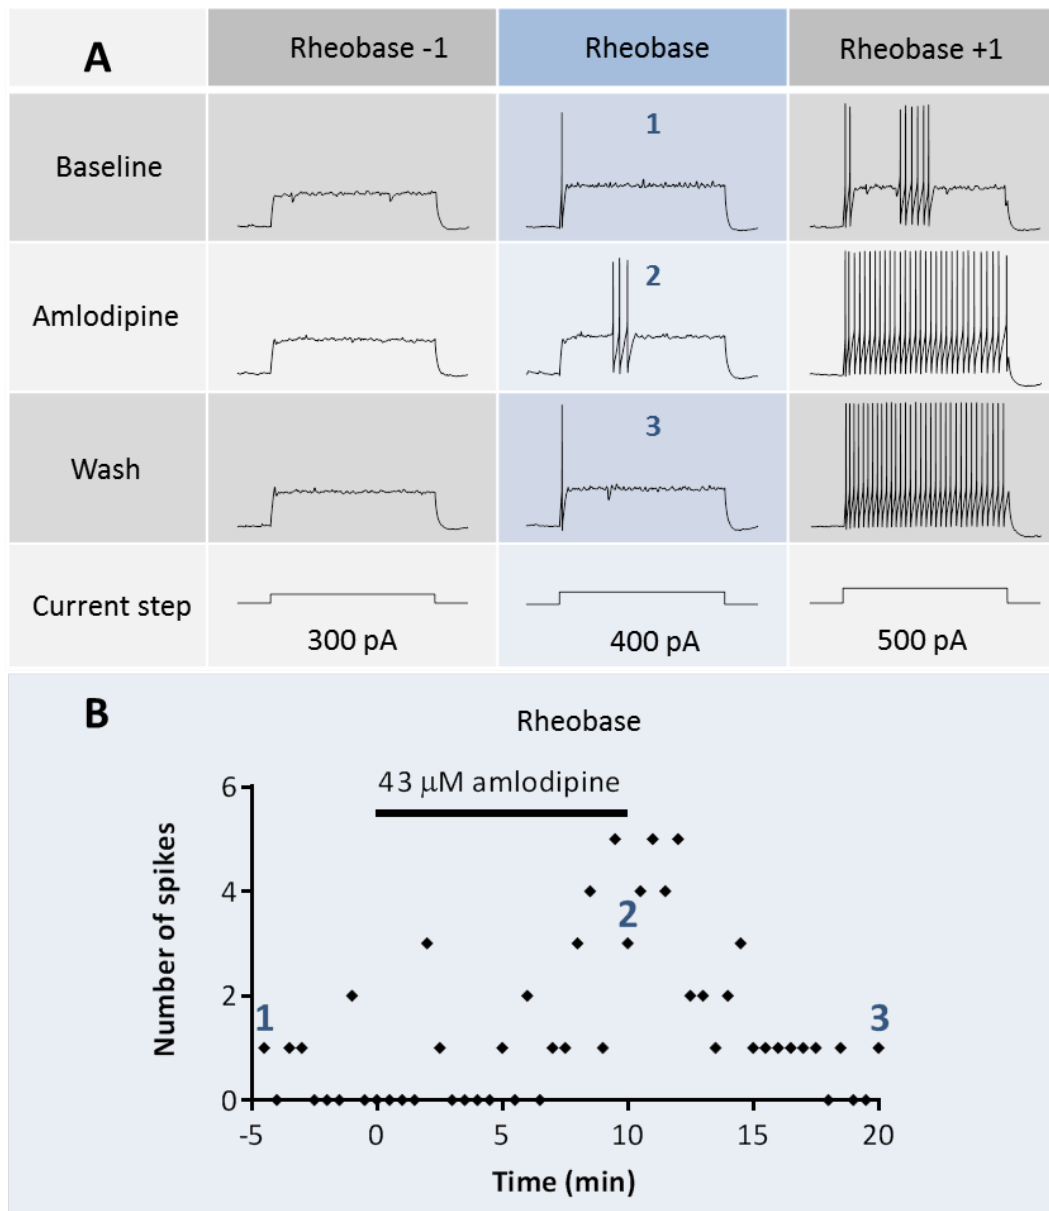 A
Rheobase -1
Rheobase
Rheobase +1
Baseline
1
Amlodipine
2
Wash
3
Current step
300 pA
400 pA
500 pA
B
Rheobase
43 μM amlodipine
Number of spikes
6
4
2
0
1
2
3
-5
0
5
10
15
20
Time (min)